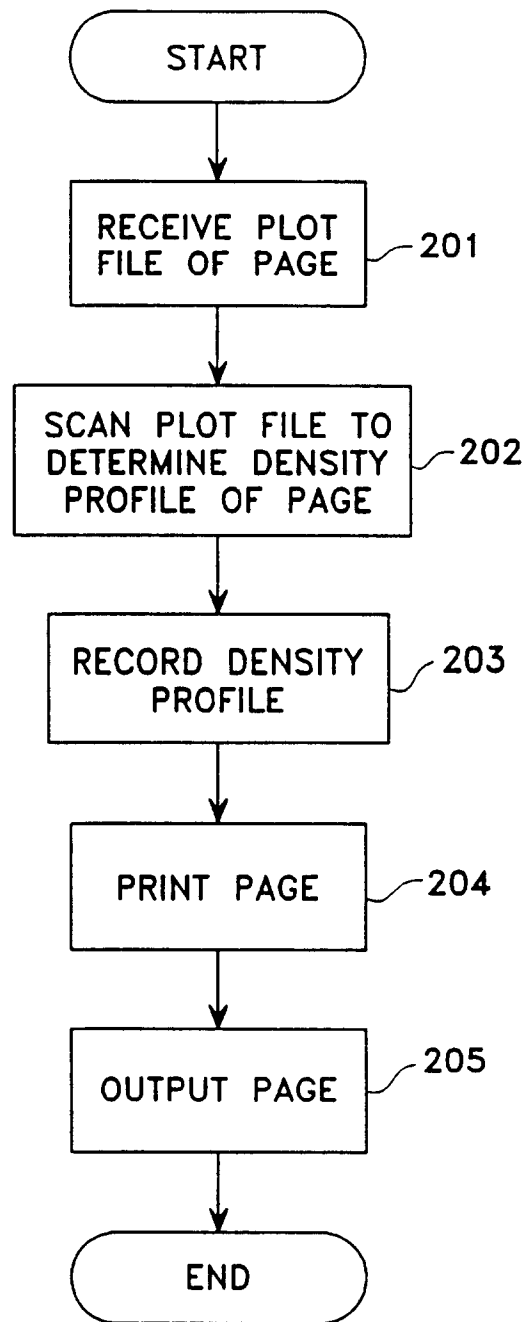 START
RECEIVE PLOT
FILE OF PAGE
201
SCAN PLOT FILE TO
DETERMINE DENSITY
PROFILE OF PAGE
202
RECORD DENSITY
PROFILE
203
PRINT PAGE
204
OUTPUT PAGE
205
END